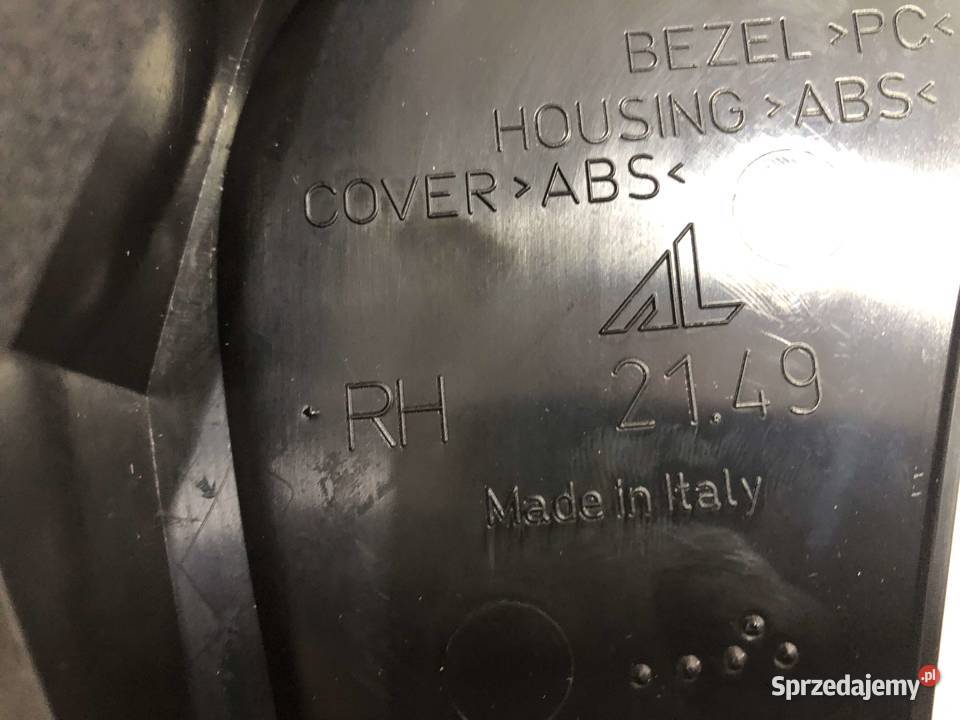 BEZEL >PC<
HOUSING >ABS<
COVER >ABS<
AL
RH
21.49
Made in Italy
Sprzedajemy.pl